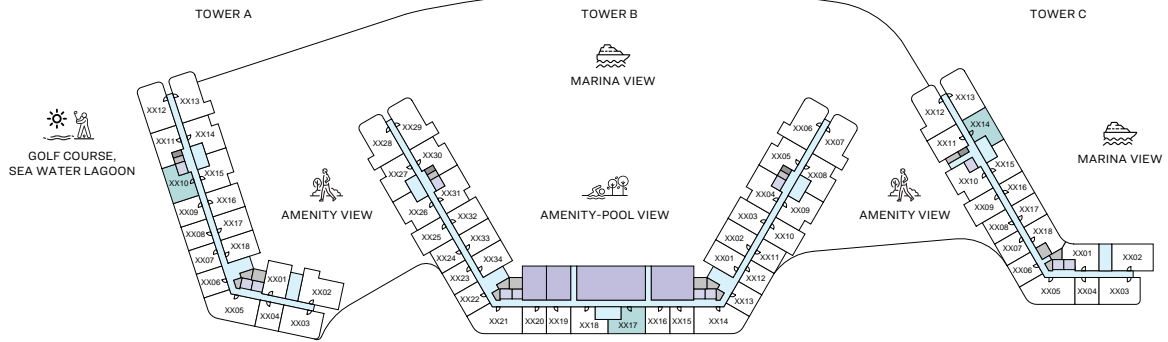 TOWER A
TOWER B
TOWER C
MARINA VIEW
GOLF COURSE,
SEA WATER LAGOON
AMENITY VIEW
AMENITY-POOL VIEW
AMENITY VIEW
MARINA VIEW
XX12
XX13
XX11
XX14
XX10
XX15
XX09
XX16
XX08
XX17
XX07
XX18
XX06
XX01
XX02
XX05
XX04
XX03
XX28
XX29
XX27
XX30
XX31
XX26
XX32
XX25
XX33
XX24
XX34
XX23
XX22
XX21
XX20
XX19
XX18
XX17
XX16
XX15
XX14
XX13
XX12
XX01
XX11
XX02
XX10
XX03
XX09
XX04
XX08
XX05
XX07
XX06
XX12
XX13
XX11
XX14
XX10
XX15
XX09
XX16
XX08
XX17
XX07
XX18
XX06
XX01
XX02
XX05
XX04
XX03